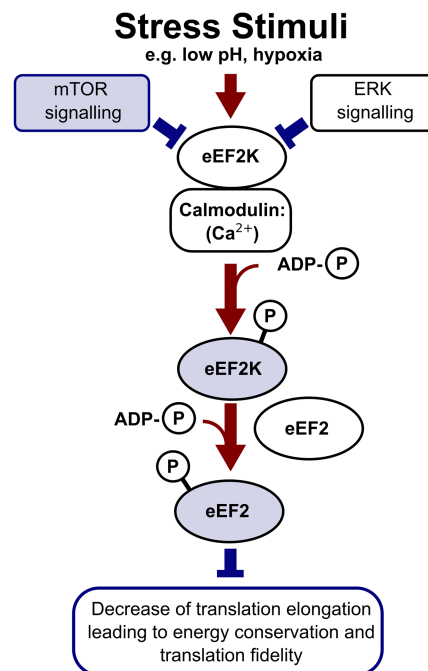 Stress Stimuli
e.g. low pH, hypoxia
mTOR
signalling
ERK
signalling
eEF2K
Calmodulin:
(Ca²⁺)
ADP-P
P
eEF2K
ADP-P
eEF2
P
eEF2
Decrease of translation elongation
leading to energy conservation and
translation fidelity